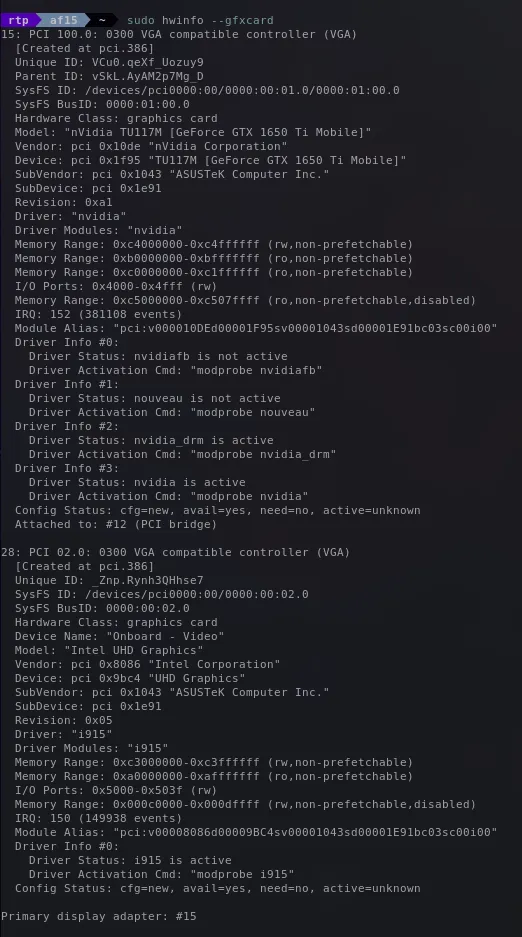 rtp af15 ~ sudo hwinfo --gfxcard
15: PCI 100.0: 0300 VGA compatible controller (VGA)
  [Created at pci.386]
  Unique ID: VCu0.qeXf_Uozuy9
  Parent ID: vSkL.AyAM2p7Mg_D
  SysFS ID: /devices/pci0000:00/0000:00:01.0/0000:01:00.0
  SysFS BusID: 0000:01:00.0
  Hardware Class: graphics card
  Model: "nVidia TU117M [GeForce GTX 1650 Ti Mobile]"
  Vendor: pci 0x10de "nVidia Corporation"
  Device: pci 0x1f95 "TU117M [GeForce GTX 1650 Ti Mobile]"
  SubVendor: pci 0x1043 "ASUSTeK Computer Inc."
  SubDevice: pci 0x1e91
  Revision: 0xa1
  Driver: "nvidia"
  Driver Modules: "nvidia"
  Memory Range: 0xc4000000-0xc4ffffff (rw,non-prefetchable)
  Memory Range: 0xb0000000-0xbfffffff (ro,non-prefetchable)
  Memory Range: 0xc0000000-0xc1ffffff (ro,non-prefetchable)
  I/O Ports: 0x4000-0x4fff (rw)
  Memory Range: 0xc5000000-0xc507ffff (ro,non-prefetchable,disabled)
  IRQ: 152 (381108 events)
  Module Alias: "pci:v000010DEd00001F95sv00001043sd00001E91bc03sc00i00"
  Driver Info #0:
    Driver Status: nvidiafb is not active
    Driver Activation Cmd: "modprobe nvidiafb"
  Driver Info #1:
    Driver Status: nouveau is not active
    Driver Activation Cmd: "modprobe nouveau"
  Driver Info #2:
    Driver Status: nvidia_drm is active
    Driver Activation Cmd: "modprobe nvidia_drm"
  Driver Info #3:
    Driver Status: nvidia is active
    Driver Activation Cmd: "modprobe nvidia"
  Config Status: cfg=new, avail=yes, need=no, active=unknown
  Attached to: #12 (PCI bridge)

28: PCI 02.0: 0300 VGA compatible controller (VGA)
  [Created at pci.386]
  Unique ID: _Znp.Rynh3QHhse7
  SysFS ID: /devices/pci0000:00/0000:00:02.0
  SysFS BusID: 0000:00:02.0
  Hardware Class: graphics card
  Device Name: "Onboard - Video"
  Model: "Intel UHD Graphics"
  Vendor: pci 0x8086 "Intel Corporation"
  Device: pci 0x9bc4 "UHD Graphics"
  SubVendor: pci 0x1043 "ASUSTeK Computer Inc."
  SubDevice: pci 0x1e91
  Revision: 0x05
  Driver: "i915"
  Driver Modules: "i915"
  Memory Range: 0xc3000000-0xc3ffffff (rw,non-prefetchable)
  Memory Range: 0xa0000000-0xafffffff (ro,non-prefetchable)
  I/O Ports: 0x5000-0x503f (rw)
  Memory Range: 0x000c0000-0x000dffff (rw,non-prefetchable,disabled)
  IRQ: 150 (149938 events)
  Module Alias: "pci:v00008086d00009BC4sv00001043sd00001E91bc03sc00i00"
  Driver Info #0:
    Driver Status: i915 is active
    Driver Activation Cmd: "modprobe i915"
  Config Status: cfg=new, avail=yes, need=no, active=unknown

Primary display adapter: #15